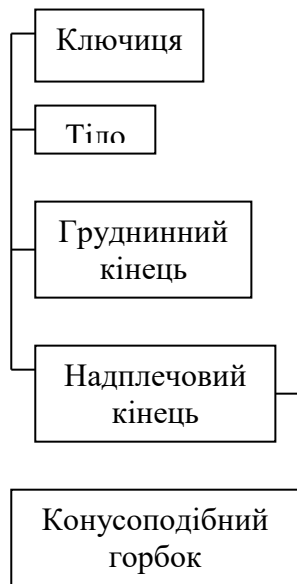 Ключиця
Тіло
Груднинний
кінець
Надплечовий
кінець
Конусоподібний
горбок